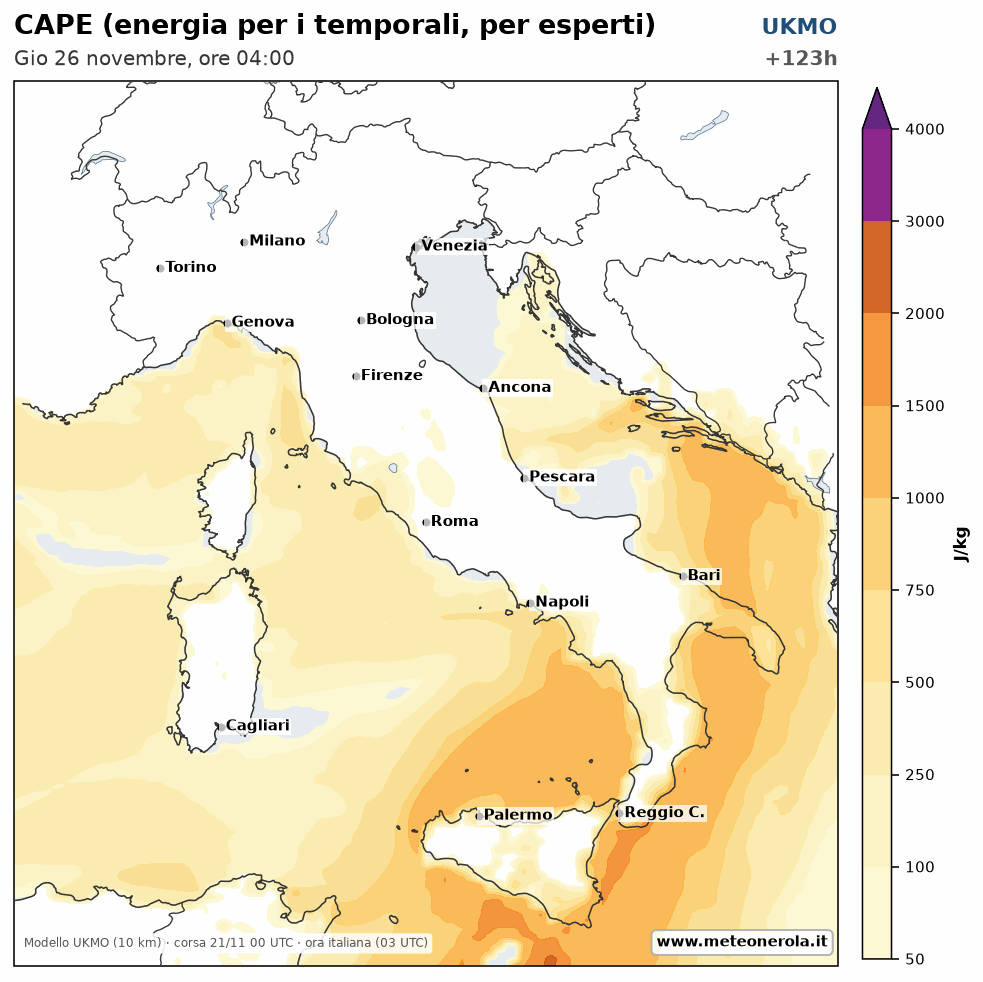 CAPE (energia per i temporali, per esperti)
UKMO
Gio 26 novembre, ore 04:00
+123h
4000
3000
2000
1500
1000
750
500
250
100
50
J/kg
Milano
Venezia
Torino
Genova
Bologna
Firenze
Ancona
Pescara
Roma
Bari
Napoli
Cagliari
Palermo
Reggio C.
Modello UKMO (10 km) · corsa 21/11 00 UTC · ora italiana (03 UTC)
www.meteonerola.it